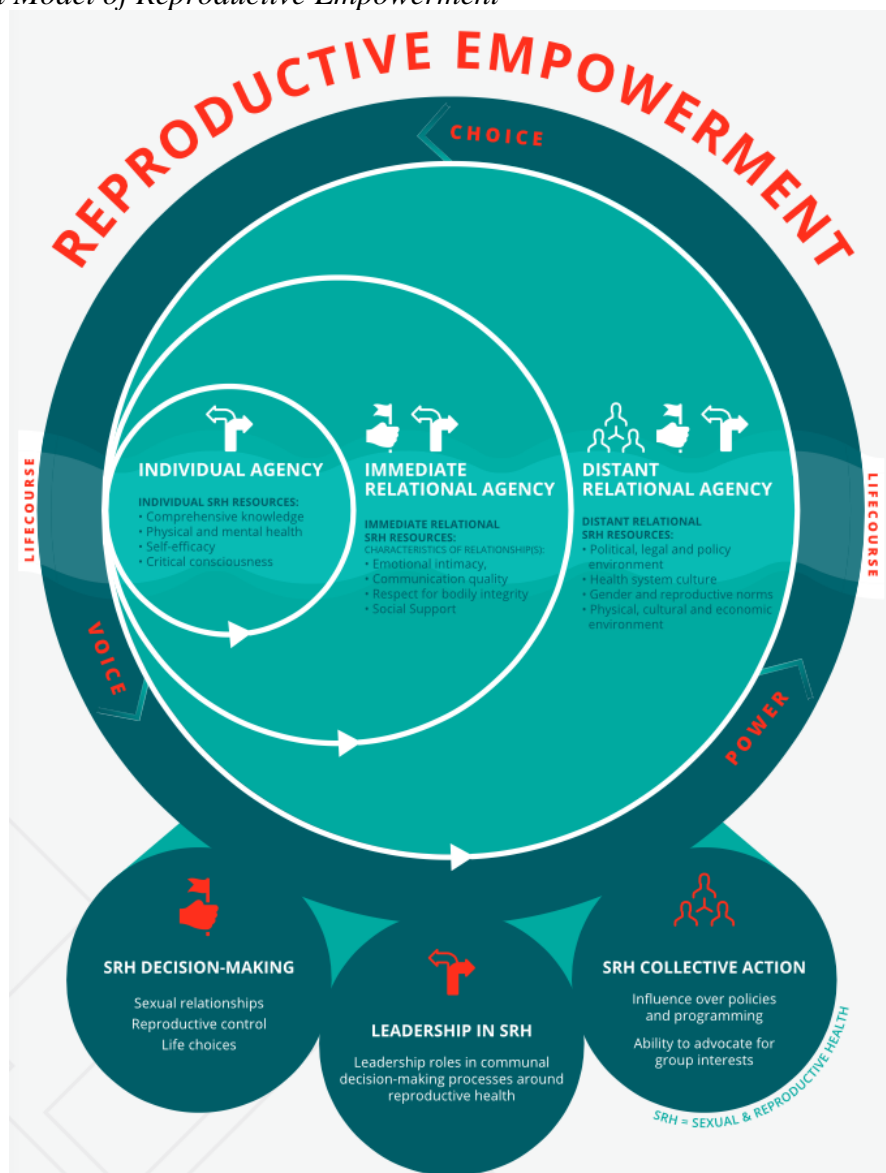 Model of Reproductive Empowerment
REPRODUCTIVE EMPOWERMENT
CHOICE
LIFECOURSE
INDIVIDUAL AGENCY
INDIVIDUAL SRH RESOURCES:
• Comprehensive knowledge
• Physical and mental health
• Self-efficacy
• Critical consciousness
IMMEDIATE
RELATIONAL AGENCY
IMMEDIATE RELATIONAL
SRH RESOURCES:
CHARACTERISTICS OF RELATIONSHIP(S):
• Emotional intimacy,
• Communication quality
• Respect for bodily integrity
• Social Support
DISTANT
RELATIONAL AGENCY
DISTANT RELATIONAL
SRH RESOURCES:
• Political, legal and policy
environment
• Health system culture
• Gender and reproductive norms
• Physical, cultural and economic
environment
LIFECOURSE
VOICE
POWER
SRH DECISION-MAKING
Sexual relationships
Reproductive control
Life choices
LEADERSHIP IN SRH
Leadership roles in communal
decision-making processes around
reproductive health
SRH COLLECTIVE ACTION
Influence over policies
and programming
Ability to advocate for
group interests
SRH = SEXUAL & REPRODUCTIVE HEALTH